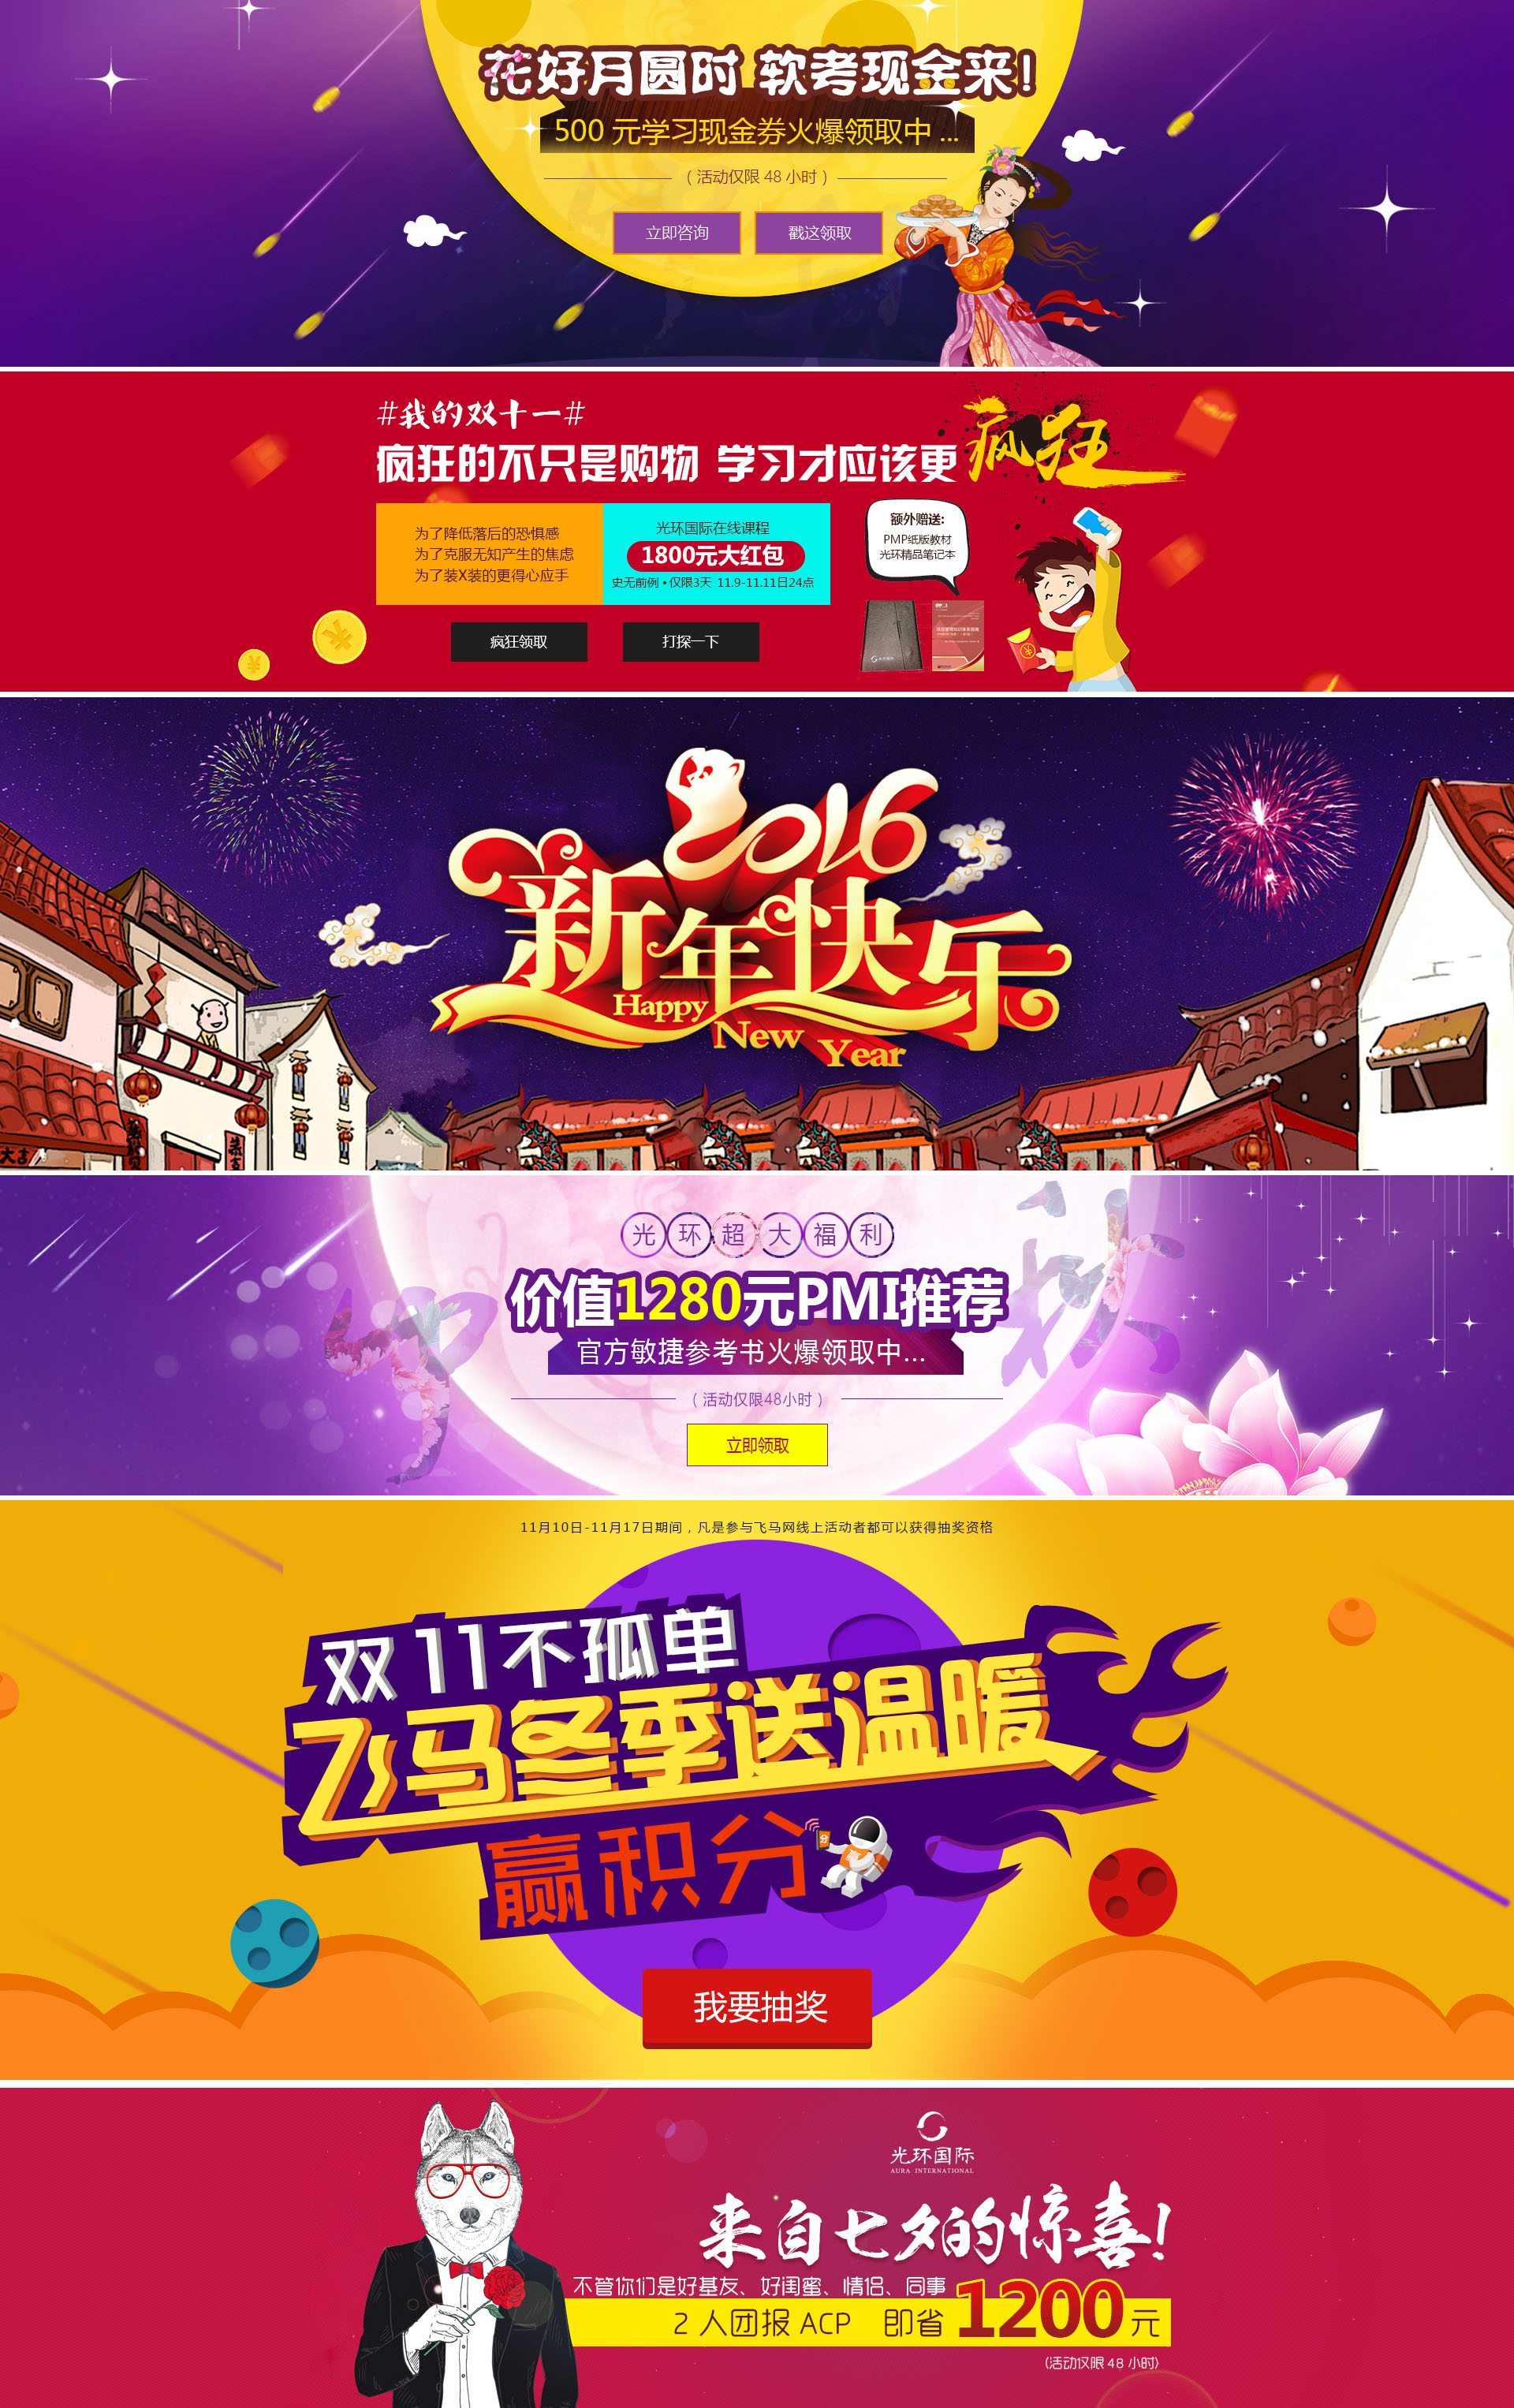 花好月圆时 软考现金来!
500 元学习现金券火爆领取中 ...
( 活动仅限 48 小时 )
立即咨询 戳这领取
#我的双十一#
疯狂的不只是购物 学习才应该更疯狂
为了降低落后的恐惧感
为了克服无知产生的焦虑
为了装X装的更得心应手
光环国际在线课程
1800元大红包
史无前例 • 仅限3天 11.9-11.11日24点
疯狂领取 打探一下
额外赠送:
PMP纸版教材
光环精品笔记本
2016
新年快乐
Happy
New
Year
大吉
光环超大福利
价值1280元PMI推荐
官方敏捷参考书火爆领取中...
( 活动仅限48小时 )
立即领取
11月10日-11月17日期间，凡是参与飞马网线上活动者都可以获得抽奖资格
双11不孤单
飞马冬季送温暖
赢积分
分
我要抽奖
光环国际
AURA INTERNATIONAL
来自七夕的惊喜!
不管你们是好基友、好闺蜜、情侣、同事
2 人团报 ACP 即省 1200 元
(活动仅限 48 小时)